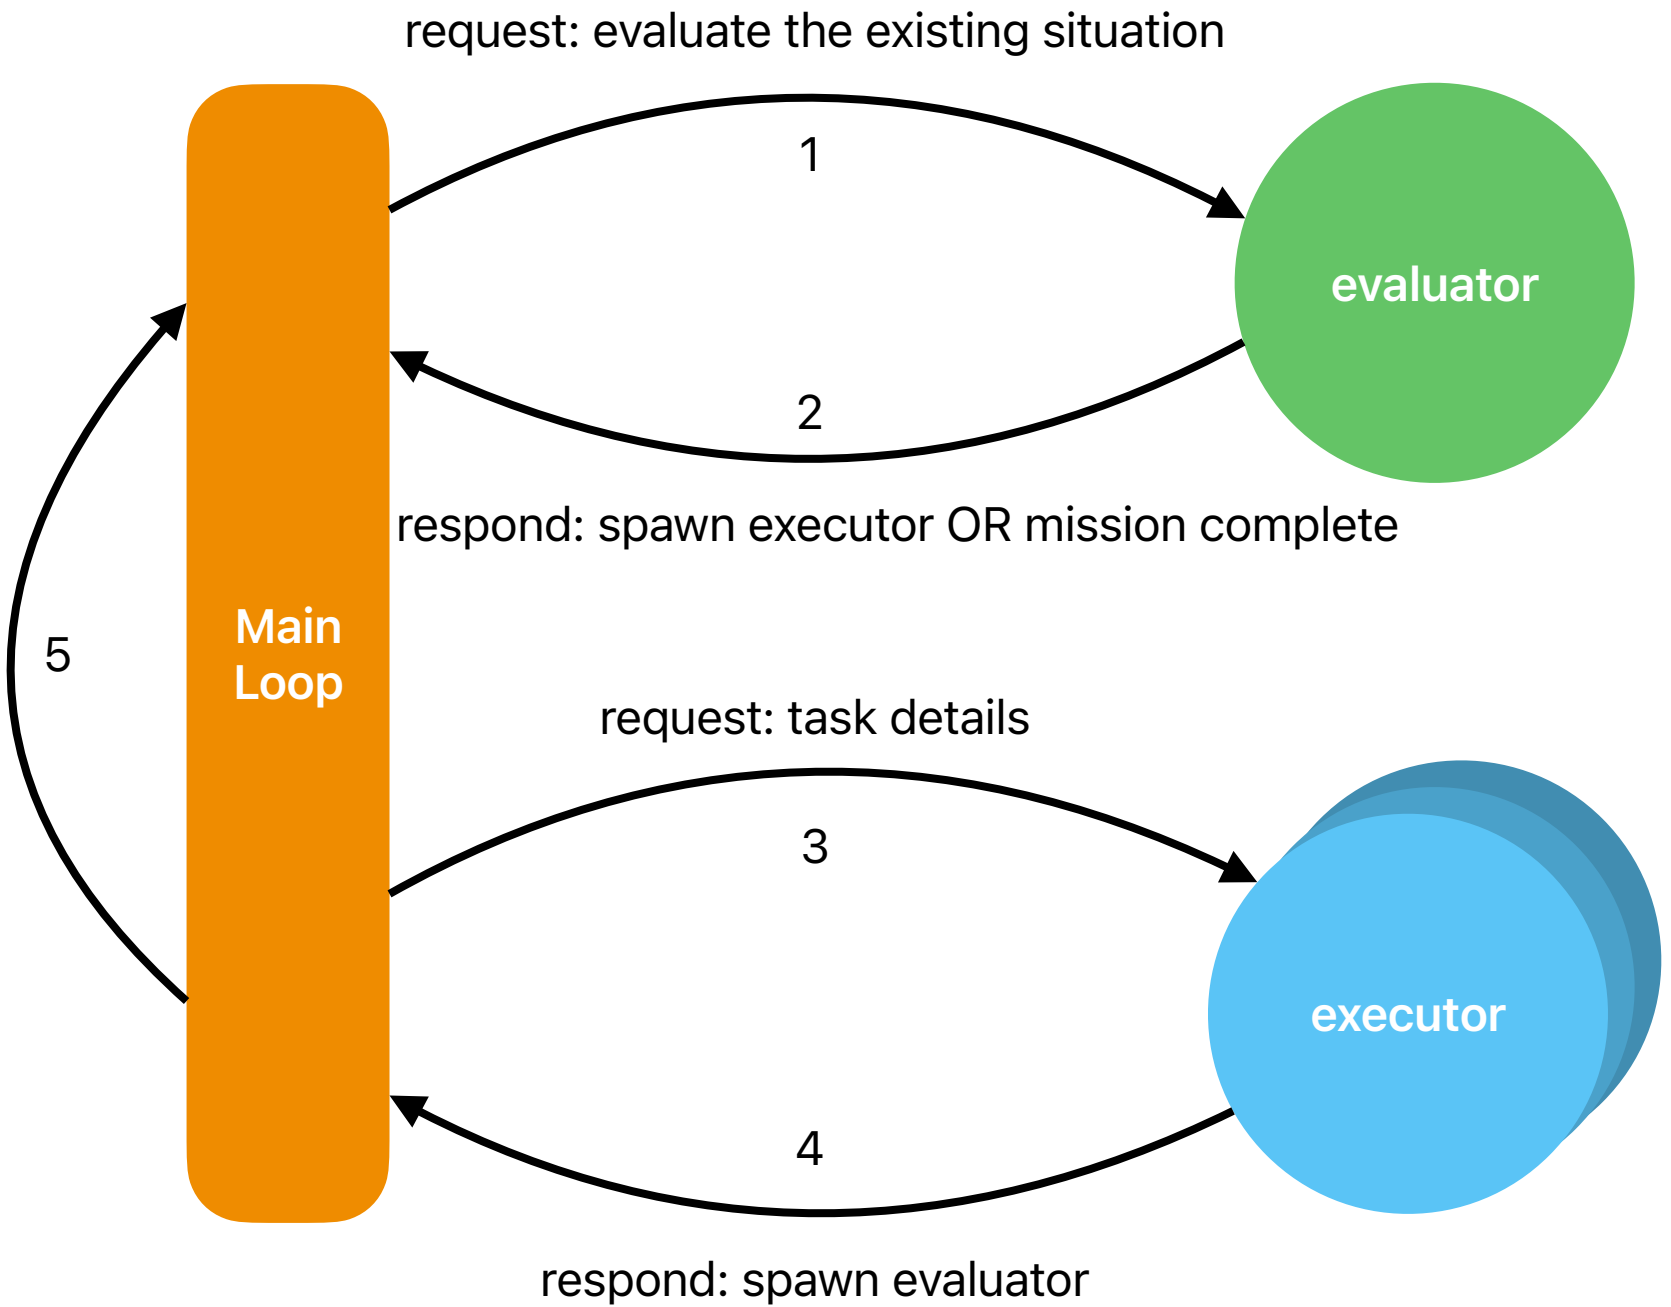 request: evaluate the existing situation
1
evaluator
2
respond: spawn executor OR mission complete
Main
Loop
5
request: task details
3
executor
4
respond: spawn evaluator